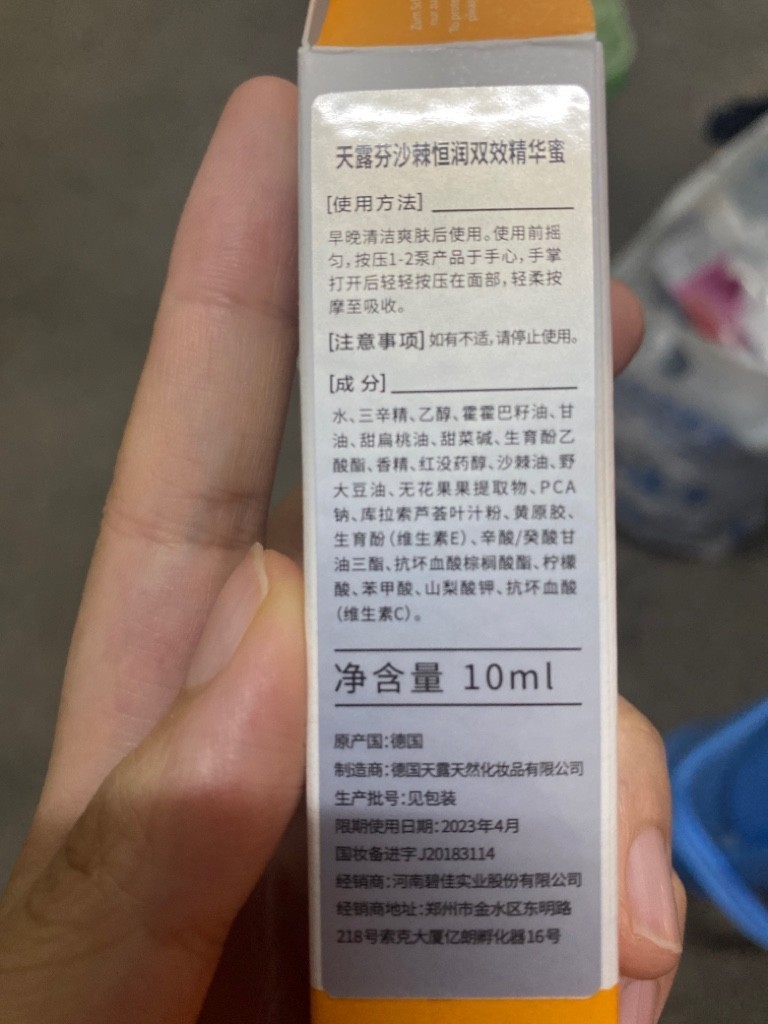 天露芬沙棘恒润双效精华蜜
[使用方法]
早晚清洁爽肤后使用。使用前摇
匀,按压1-2泵产品于手心,手掌
打开后轻轻按压在面部,轻柔按
摩至吸收。
[注意事项]如有不适,请停止使用。
[成分]
水、三辛精、乙醇、霍霍巴籽油、甘
油、甜扁桃油、甜菜碱、生育酚乙
酸酯、香精、红没药醇、沙棘油、野
大豆油、无花果果提取物、PCA
钠、库拉索芦荟叶汁粉、黄原胶、
生育酚(维生素E)、辛酸/癸酸甘
油三酯、抗坏血酸棕榈酸酯、柠檬
酸、苯甲酸、山梨酸钾、抗坏血酸
(维生素C)。
净含量 10ml
原产国:德国
制造商:德国天露天然化妆品有限公司
生产批号:见包装
限期使用日期:2023年4月
国妆备进字J20183114
经销商:河南碧佳实业股份有限公司
经销商地址:郑州市金水区东明路
218号索克大厦亿朗孵化器16号